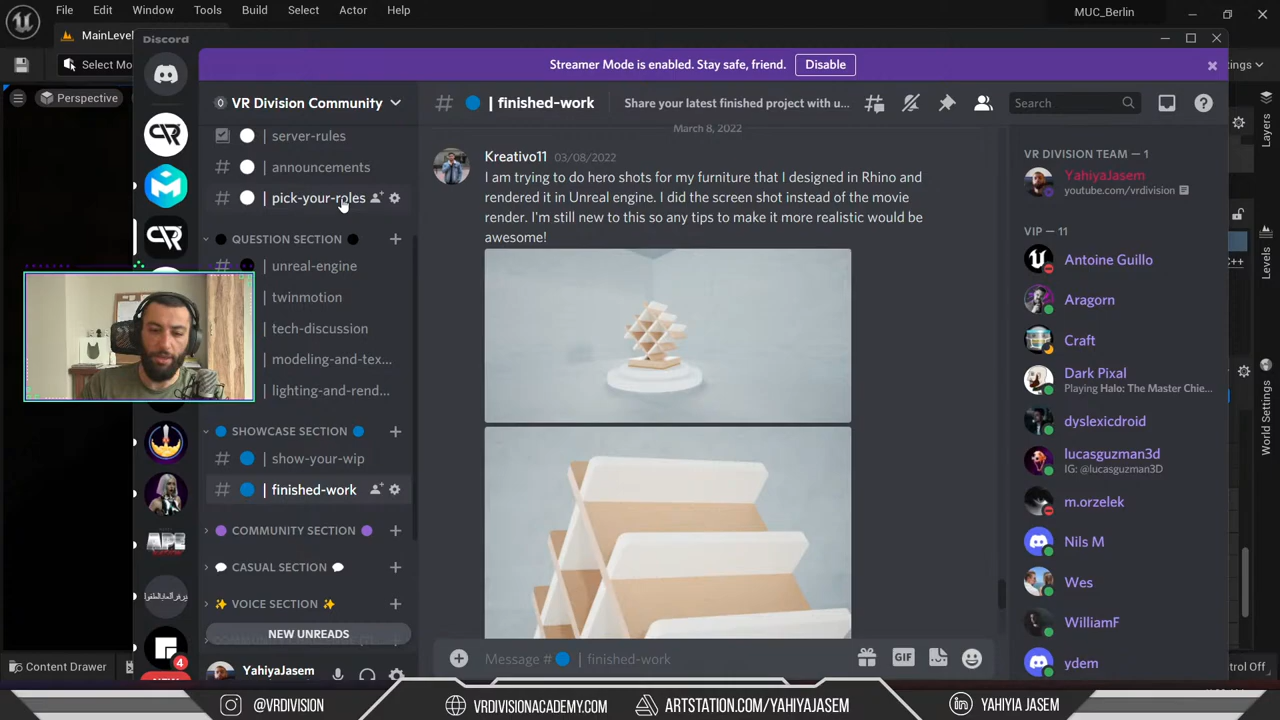 File Edit Window Tools Build Select Actor Help
MUC_Berlin
MainLevel
Discord
Select Mo
Perspective
Streamer Mode is enabled. Stay safe, friend. Disable
VR Division Community
| finished-work
Share your latest finished project with u...
Search
| server-rules
| announcements
| pick-your-roles
QUESTION SECTION
| unreal-engine
| twinmotion
| tech-discussion
| modeling-and-tex...
| lighting-and-rend...
SHOWCASE SECTION
| show-your-wip
| finished-work
COMMUNITY SECTION
CASUAL SECTION
VOICE SECTION
NEW UNREADS
YahiyaJasem
4
NEW
March 8, 2022
Kreativo11 03/08/2022
I am trying to do hero shots for my furniture that I designed in Rhino and
rendered it in Unreal engine. I did the screen shot instead of the movie
render. I'm still new to this so any tips to make it more realistic would be
awesome!
Message # | finished-work
GIF
VR DIVISION TEAM — 1
YahiyaJasem
youtube.com/vrdivision
VIP — 11
Antoine Guillo
Aragorn
Craft
Dark Pixal
Playing Halo: The Master Chie...
dyslexicdroid
lucasguzman3d
IG: @lucasguzman3D
m.orzelek
Nils M
Wes
WilliamF
ydem
Layers
Levels
World Settings
Content Drawer
@VRDIVISION
VRDIVISIONACADEMY.COM
ARTSTATION.COM/YAHIYAJASEM
YAHIYIA JASEM